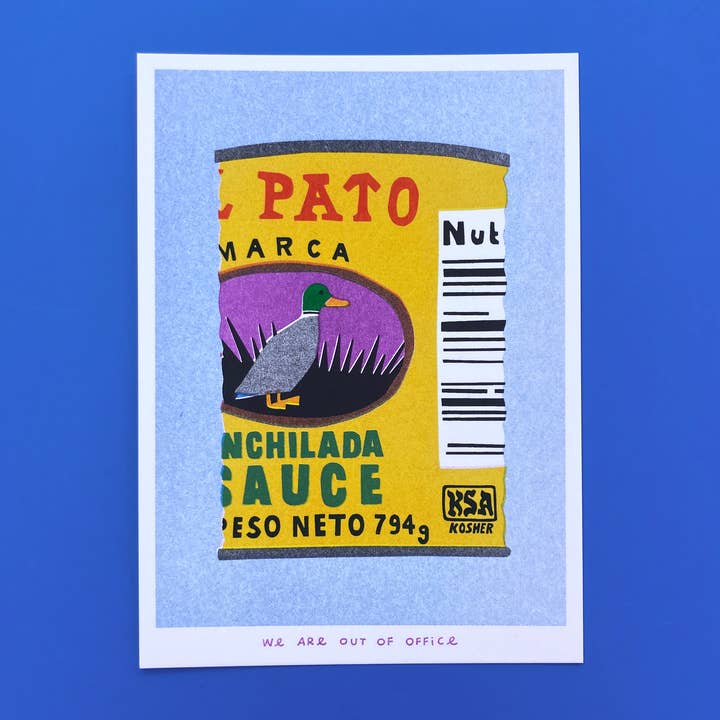 L PATO
MARCA
Nut
NCHILADA
SAUCE
PESO NETO 794g
KSA
KOSHER
We ARe OUT OF OFFiCe